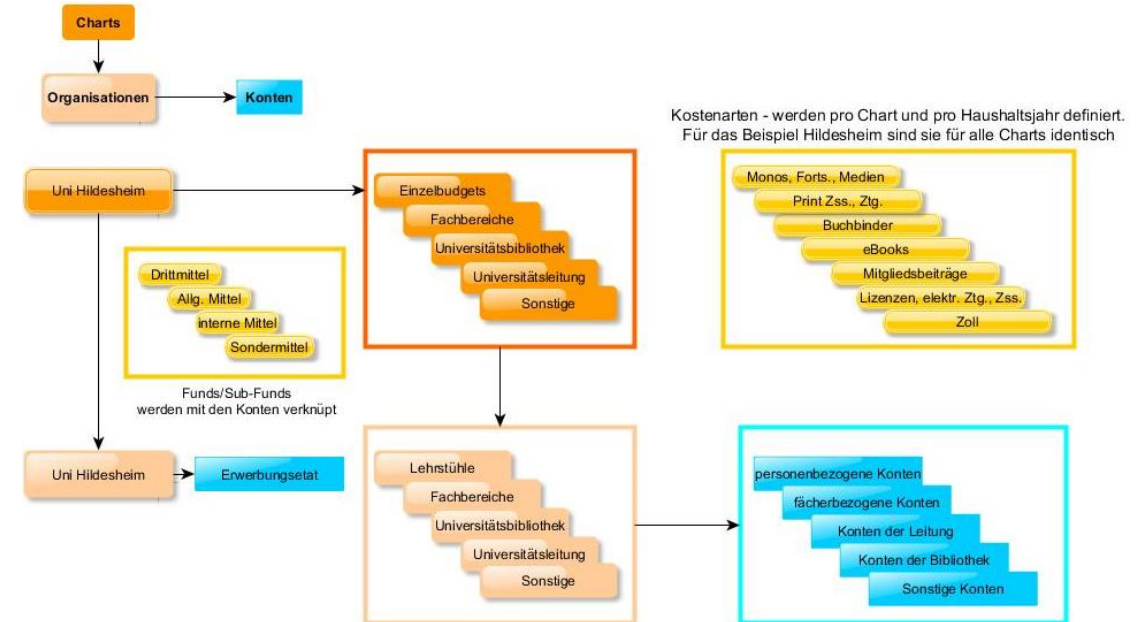 Charts
Organisationen
Konten
Kostenarten - werden pro Chart und pro Haushaltsjahr definiert.
Für das Beispiel Hildesheim sind sie für alle Charts identisch
Uni Hildesheim
Einzelbudgets
Fachbereiche
Universitätsbibliothek
Universitätsleitung
Sonstige
Monos, Forts., Medien
Print Zss., Ztg.
Buchbinder
eBooks
Mitgliedsbeiträge
Lizenzen, elektr. Ztg., Zss.
Zoll
Drittmittel
Allg. Mittel
interne Mittel
Sondermittel
Funds/Sub-Funds
werden mit den Konten verknüpt
Uni Hildesheim
Erwerbungsetat
Lehrstühle
Fachbereiche
Universitätsbibliothek
Universitätsleitung
Sonstige
personenbezogene Konten
fächerbezogene Konten
Konten der Leitung
Konten der Bibliothek
Sonstige Konten